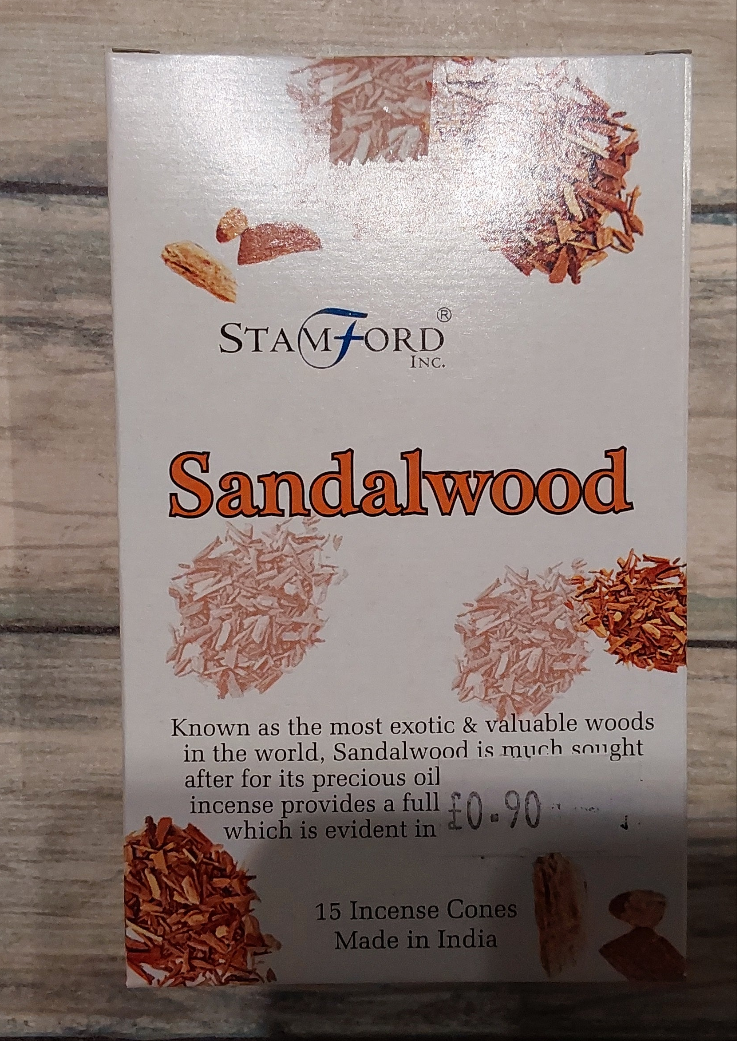 STAMFORD®
INC.
Sandalwood
Known as the most exotic & valuable woods
in the world, Sandalwood is much sought
after for its precious oil
incense provides a full
£0.90
which is evident in
15 Incense Cones
Made in India